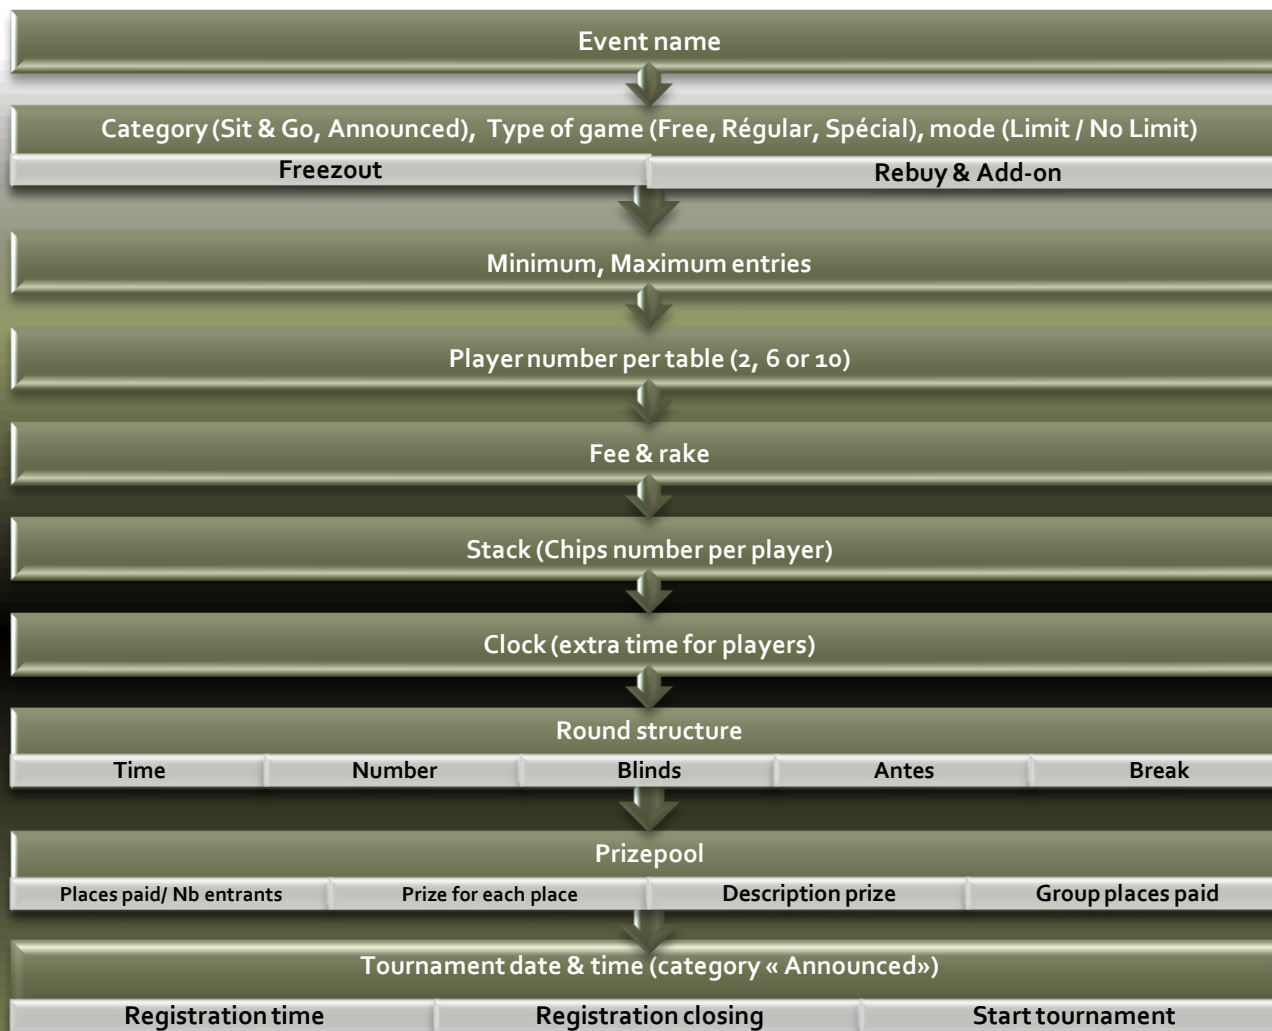 Event name
Category (Sit & Go, Announced), Type of game (Free, Régular, Spécial), mode (Limit / No Limit)
Freezout
Rebuy & Add-on
Minimum, Maximum entries
Player number per table (2, 6 or 10)
Fee & rake
Stack (Chips number per player)
Clock (extra time for players)
Round structure
Time
Number
Blinds
Antes
Break
Prizepool
Places paid/ Nb entrants
Prize for each place
Description prize
Group places paid
Tournament date & time (category « Announced»)
Registration time
Registration closing
Start tournament